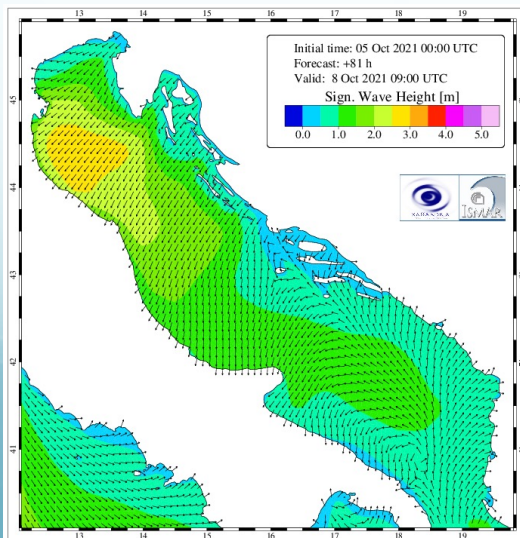 13 14 15 16 17 18 19
Initial time: 05 Oct 2021 00:00 UTC
Forecast: +81 h
Valid: 8 Oct 2021 09:00 UTC
Sign. Wave Height [m]
0.0 1.0 2.0 3.0 4.0 5.0
45
44
ISMAR
43
42
41
13 14 15 16 17 18 19